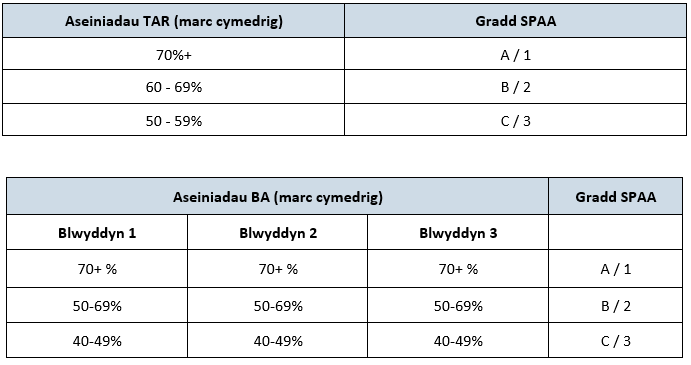 Aseiniadau TAR (marc cymedrig) Gradd SPAA
70%+ A / 1
60 - 69% B / 2
50 - 59% C / 3
Aseiniadau BA (marc cymedrig) Gradd SPAA
Blwyddyn 1 Blwyddyn 2 Blwyddyn 3
70+ % 70+ % 70+ % A / 1
50-69% 50-69% 50-69% B / 2
40-49% 40-49% 40-49% C / 3